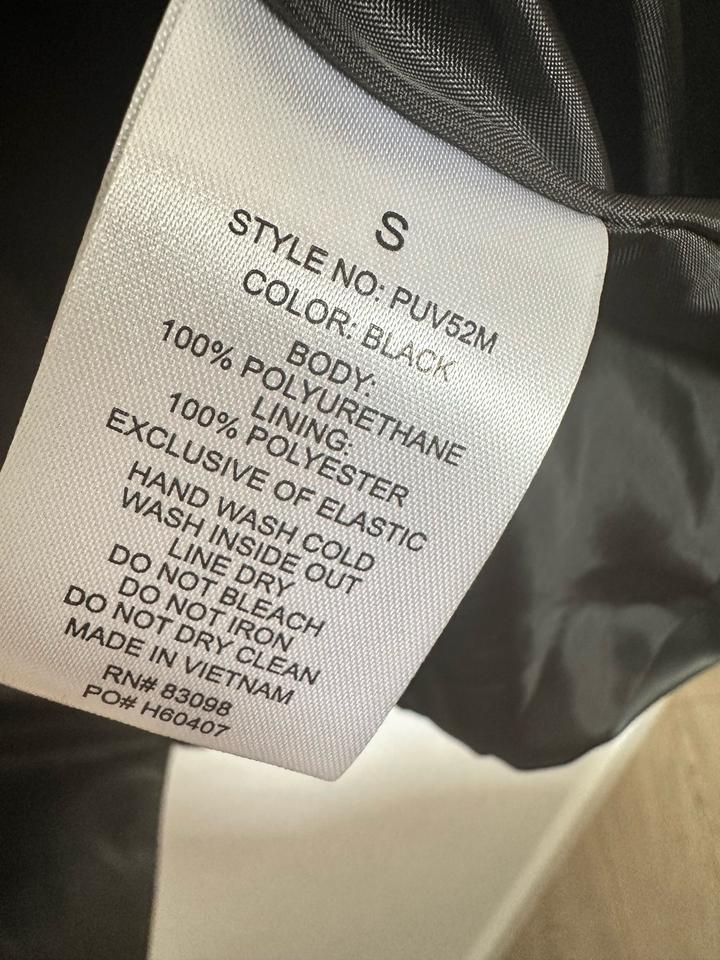 S
STYLE NO: PUV52M
COLOR: BLACK
BODY:
100% POLYURETHANE
LINING:
100% POLYESTER
EXCLUSIVE OF ELASTIC
HAND WASH COLD
WASH INSIDE OUT
LINE DRY
DO NOT BLEACH
DO NOT IRON
DO NOT DRY CLEAN
MADE IN VIETNAM
RN# 83098
PO# H60407